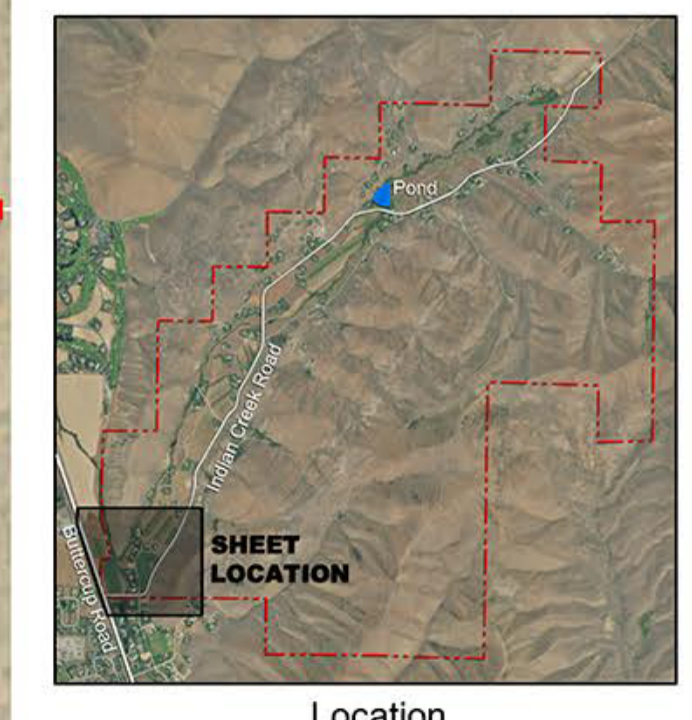 Pond
Indian Creek Road
SHEET
LOCATION
Buttercup Road
Location